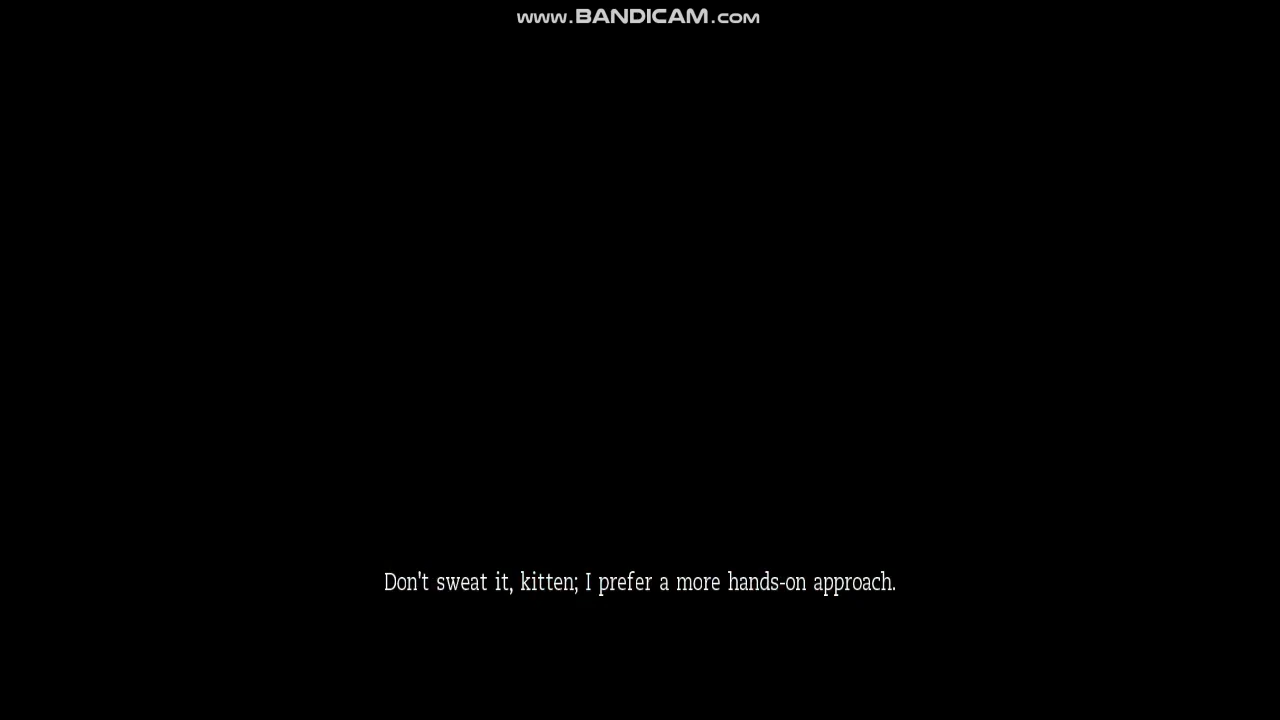 www.BANDICAM.com
Don't sweat it, kitten; I prefer a more hands-on approach.